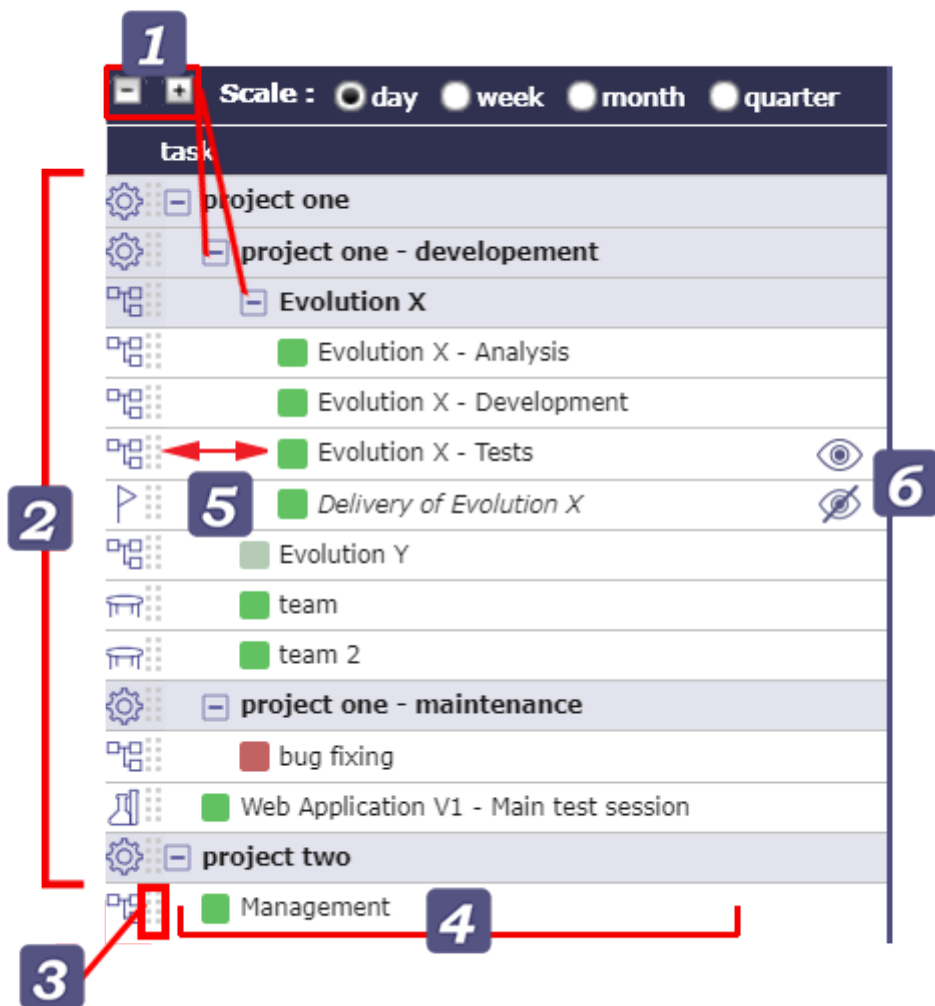 1
Scale : day week month quarter
task
project one
project one - developement
Evolution X
Evolution X - Analysis
Evolution X - Development
Evolution X - Tests
5
6
2
Delivery of Evolution X
Evolution Y
team
team 2
project one - maintenance
bug fixing
Web Application V1 - Main test session
project two
Management
4
3